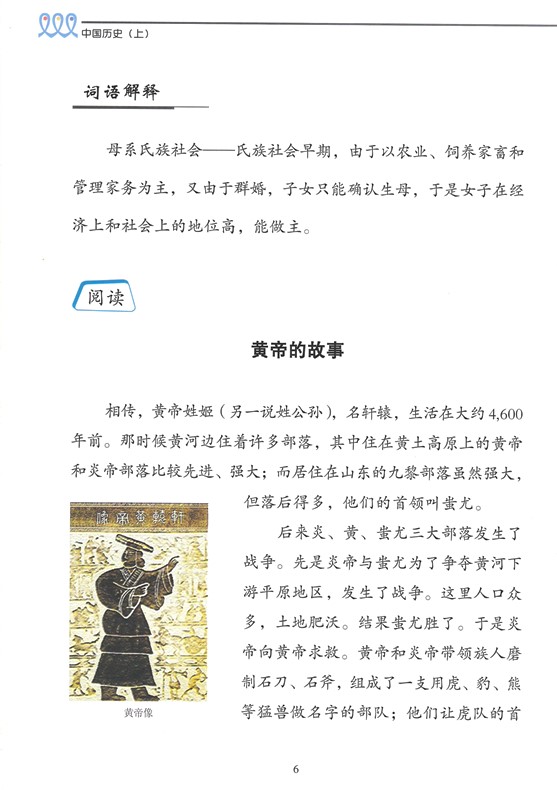 中国历史（上）
词语解释
母系氏族社会——氏族社会早期，由于以农业、饲养家畜和
管理家务为主，又由于群婚，子女只能确认生母，于是女子在经
济上和社会上的地位高，能做主。
阅读
黄帝的故事
相传，黄帝姓姬（另一说姓公孙），名轩辕，生活在大约4,600
年前。那时候黄河边住着许多部落，其中住在黄土高原上的黄帝
和炎帝部落比较先进、强大；而居住在山东的九黎部落虽然强大，
但落后得多，他们的首领叫蚩尤。
后来炎、黄、蚩尤三大部落发生了
战争。先是炎帝与蚩尤为了争夺黄河下
游平原地区，发生了战争。这里人口众
多，土地肥沃。结果蚩尤胜了。于是炎
帝向黄帝求救。黄帝和炎帝带领族人磨
制石刀、石斧，组成了一支用虎、豹、熊
等猛兽做名字的部队；他们让虎队的首
像帝黄辕轩
黄帝像
6